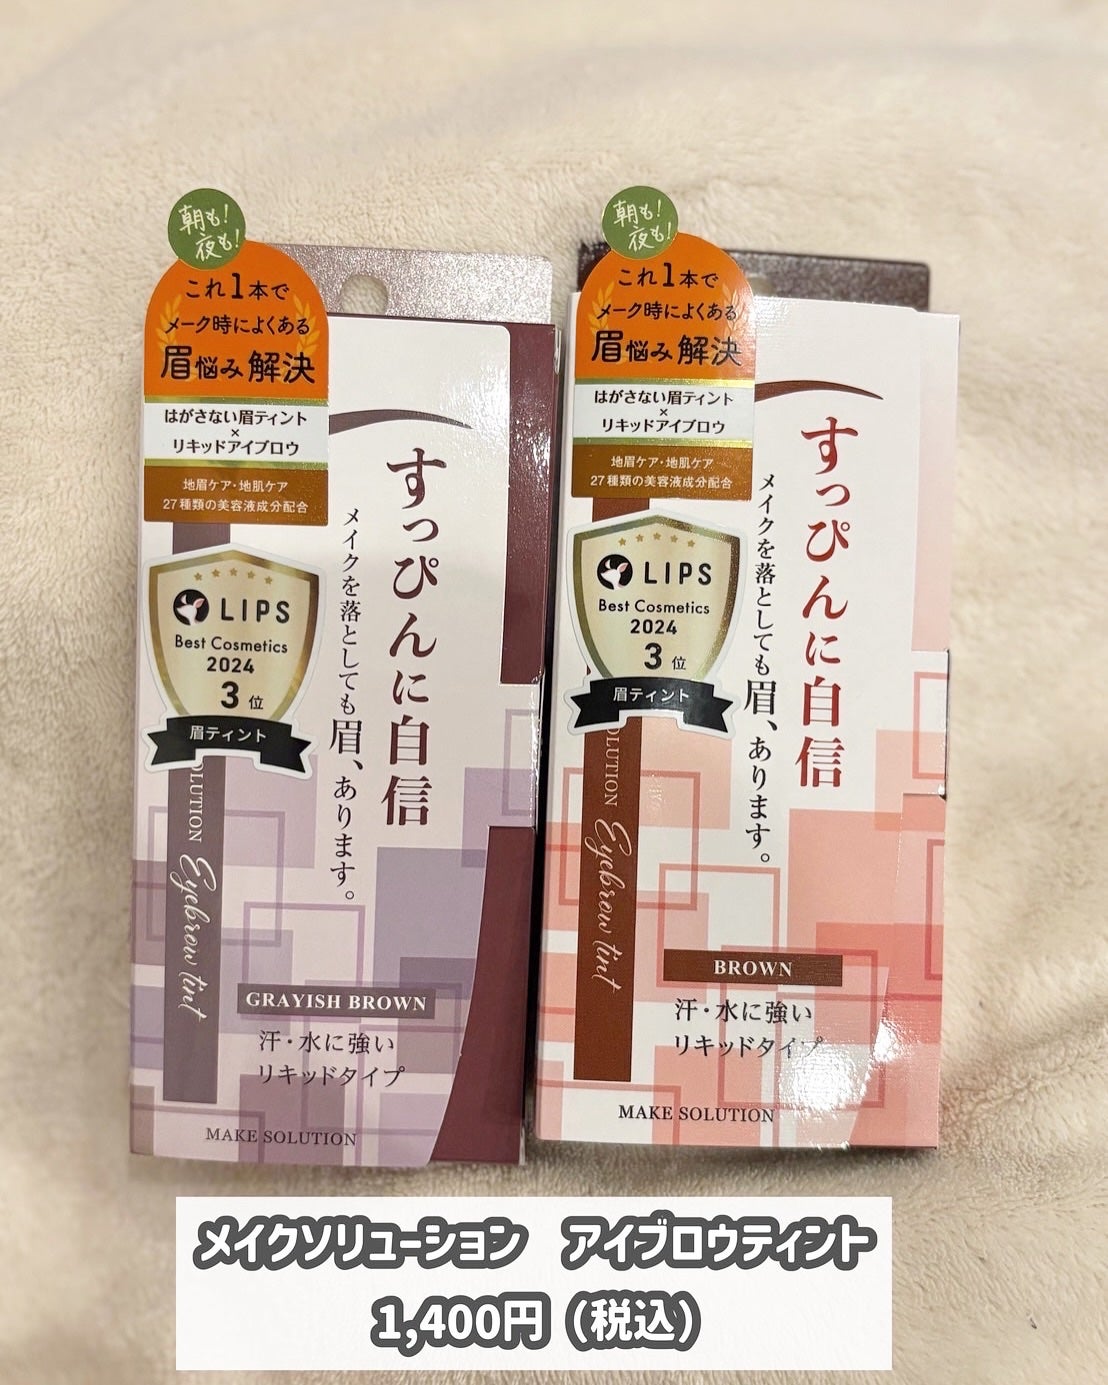 朝も!
夜も!
これ1本で
メーク時によくある
眉悩み解決
はがさない眉ティント
×
リキッドアイブロウ
地眉ケア・地肌ケア
27種類の美容液成分配合
すっぴんに自信
メイクを落としても眉、あります。
LIPS
Best Cosmetics
2024
3位
眉ティント
OLUTION Eyebrow tint
GRAYISH BROWN
汗・水に強い
リキッドタイプ
MAKE SOLUTION
朝も!
夜も!
これ1本で
メーク時によくある
眉悩み解決
はがさない眉ティント
×
リキッドアイブロウ
地眉ケア・地肌ケア
27種類の美容液成分配合
すっぴんに自信
メイクを落としても眉、あります。
LIPS
Best Cosmetics
2024
3位
眉ティント
OLUTION Eyebrow tint
BROWN
汗・水に強い
リキッドタイプ
MAKE SOLUTION
メイクソリューション アイブロウティント
1,400円（税込）